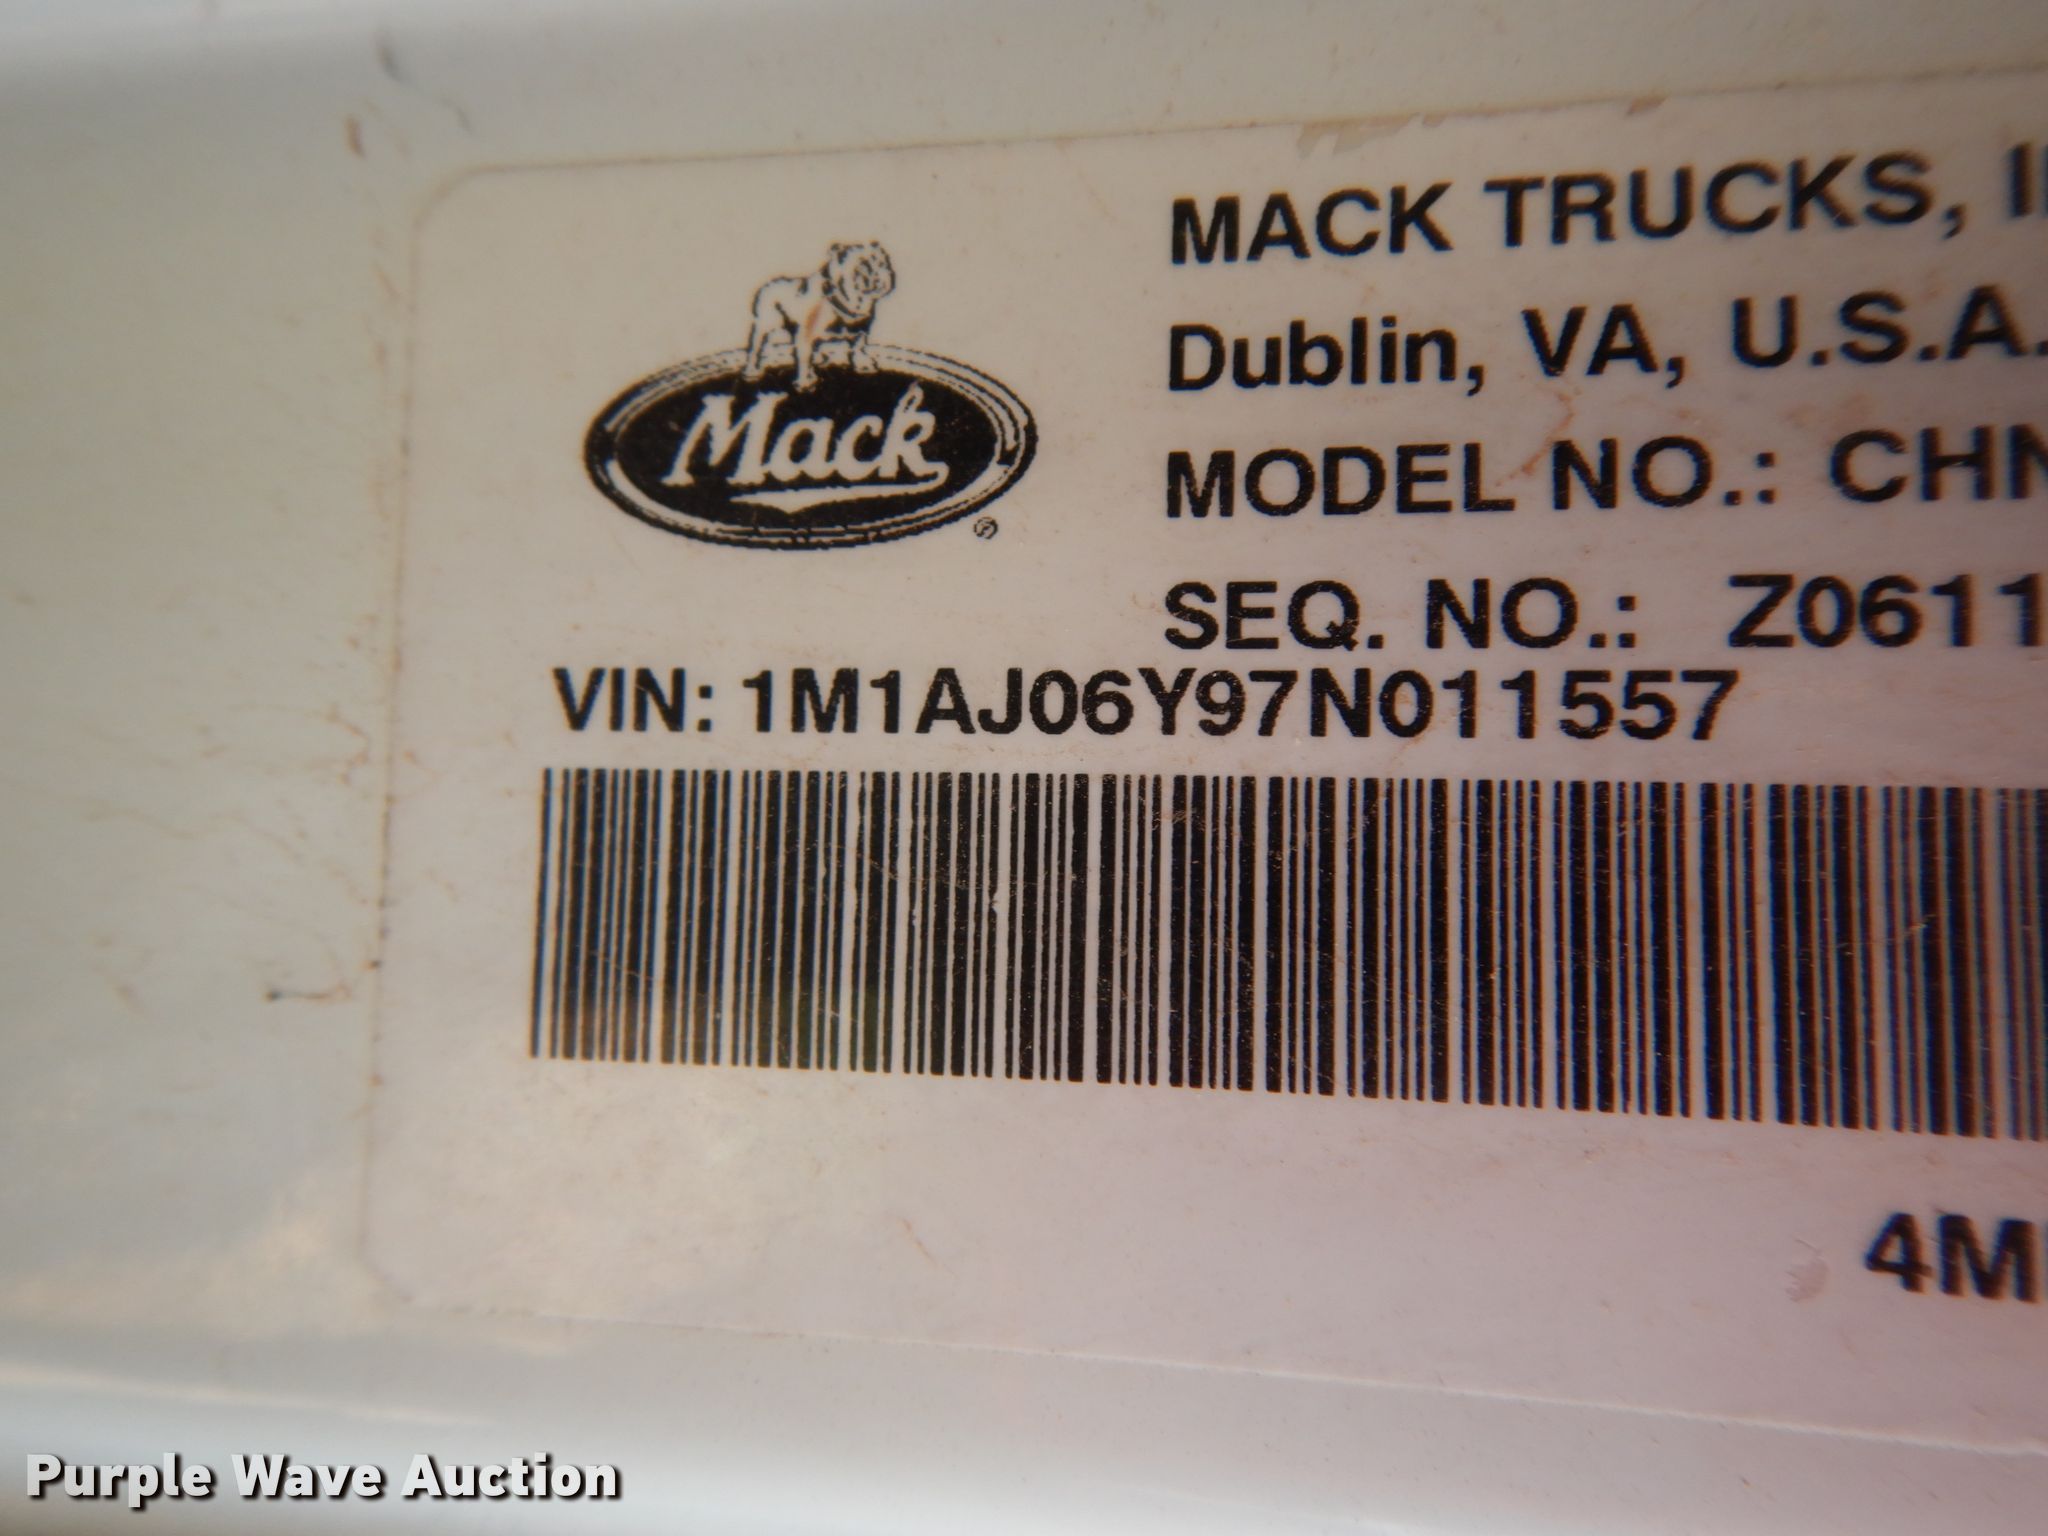 MACK TRUCKS, I
Dublin, VA, U.S.A.
Mack
®
MODEL NO.: CHN
SEQ. NO.: Z0611
VIN: 1M1AJ06Y97N011557
4M
Purple Wave Auction